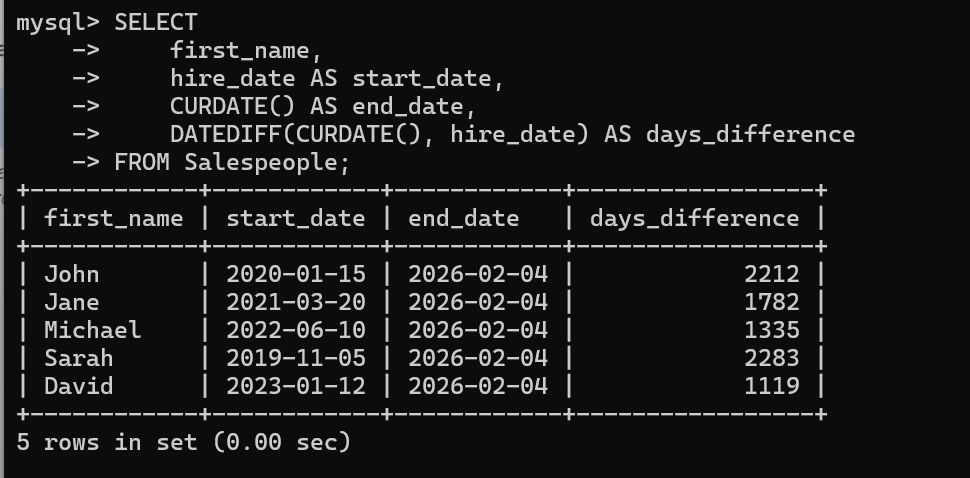 mysql> SELECT
    ->     first_name,
    ->     hire_date AS start_date,
    ->     CURDATE() AS end_date,
    ->     DATEDIFF(CURDATE(), hire_date) AS days_difference
    -> FROM Salespeople;
+------------+------------+------------+-----------------+
| first_name | start_date | end_date   | days_difference |
+------------+------------+------------+-----------------+
| John       | 2020-01-15 | 2026-02-04 |            2212 |
| Jane       | 2021-03-20 | 2026-02-04 |            1782 |
| Michael    | 2022-06-10 | 2026-02-04 |            1335 |
| Sarah      | 2019-11-05 | 2026-02-04 |            2283 |
| David      | 2023-01-12 | 2026-02-04 |            1119 |
+------------+------------+------------+-----------------+
5 rows in set (0.00 sec)